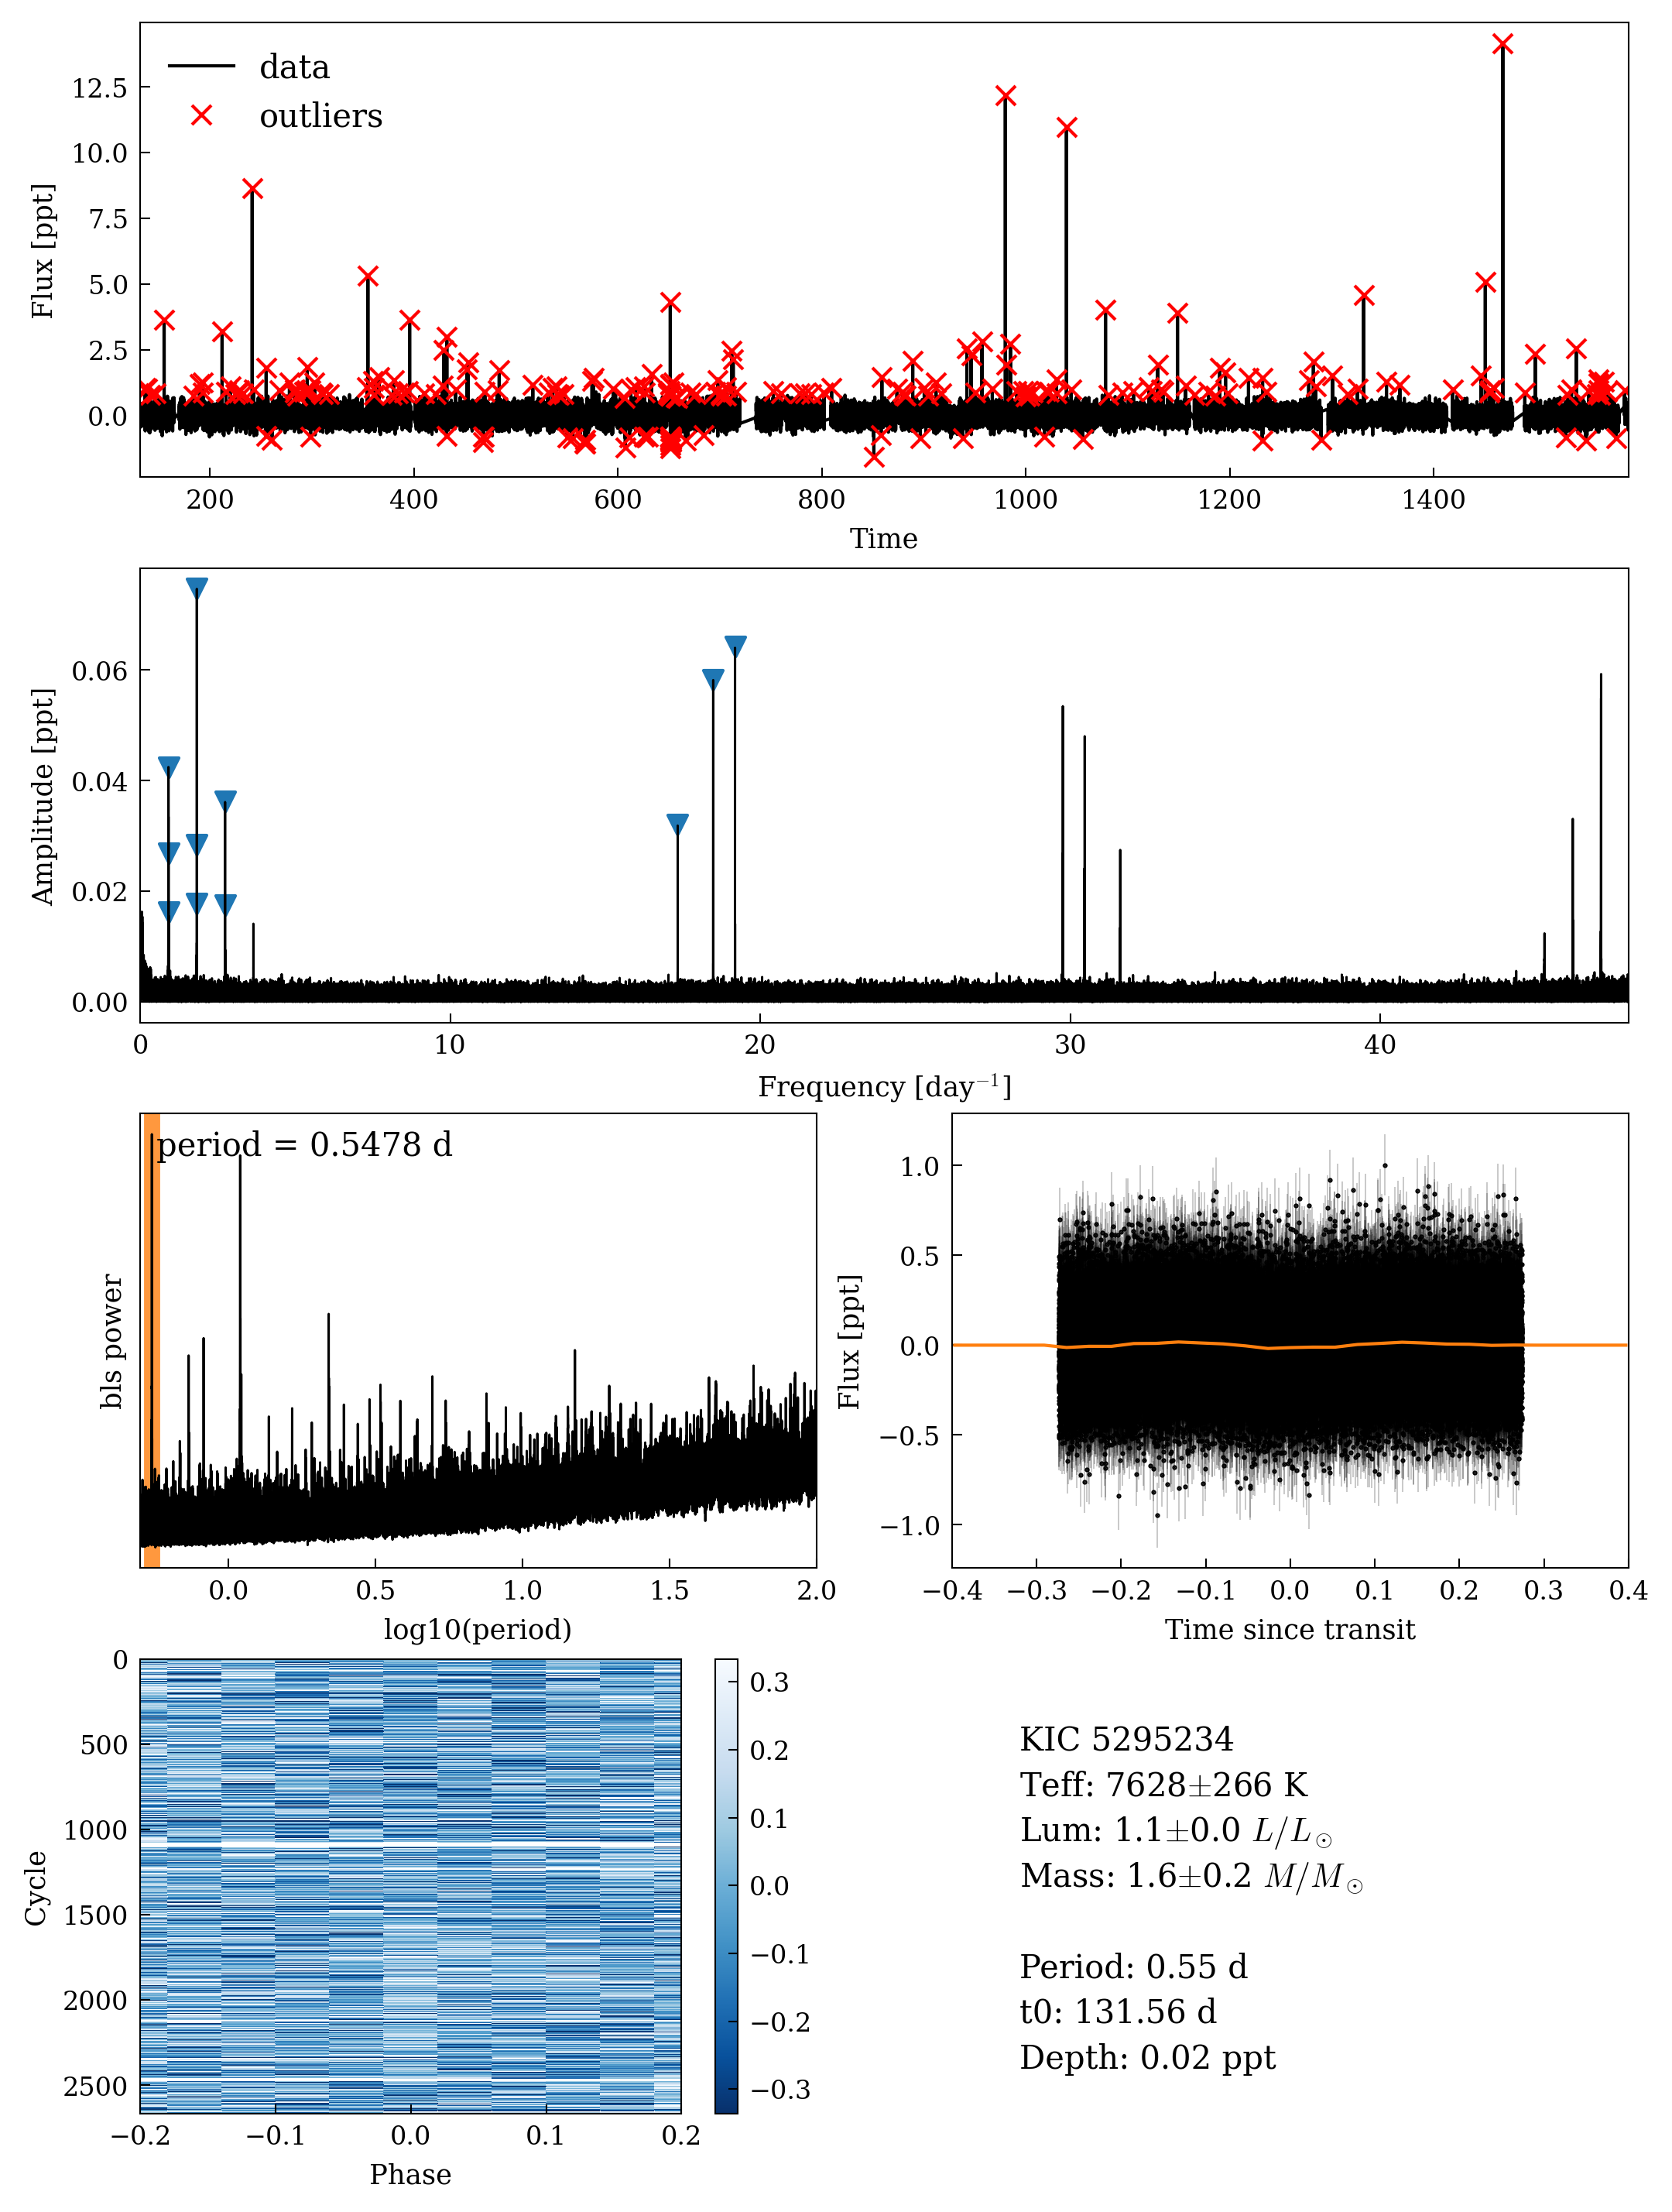 data
outliers
12.5
10.0
7.5
5.0
2.5
0.0
Flux [ppt]
200 400 600 800 1000 1200 1400
Time
0.06
0.04
0.02
0.00
Amplitude [ppt]
0 10 20 30 40
Frequency [day⁻¹]
period = 0.5478 d
bls power
0.0 0.5 1.0 1.5 2.0
log10(period)
1.0
0.5
0.0
−0.5
−1.0
Flux [ppt]
−0.4 −0.3 −0.2 −0.1 0.0 0.1 0.2 0.3 0.4
Time since transit
0
500
1000
1500
2000
2500
Cycle
−0.2 −0.1 0.0 0.1 0.2
Phase
0.3
0.2
0.1
0.0
−0.1
−0.2
−0.3
KIC 5295234
Teff: 7628±266 K
Lum: 1.1±0.0 L/L⊙
Mass: 1.6±0.2 M/M⊙
Period: 0.55 d
t0: 131.56 d
Depth: 0.02 ppt